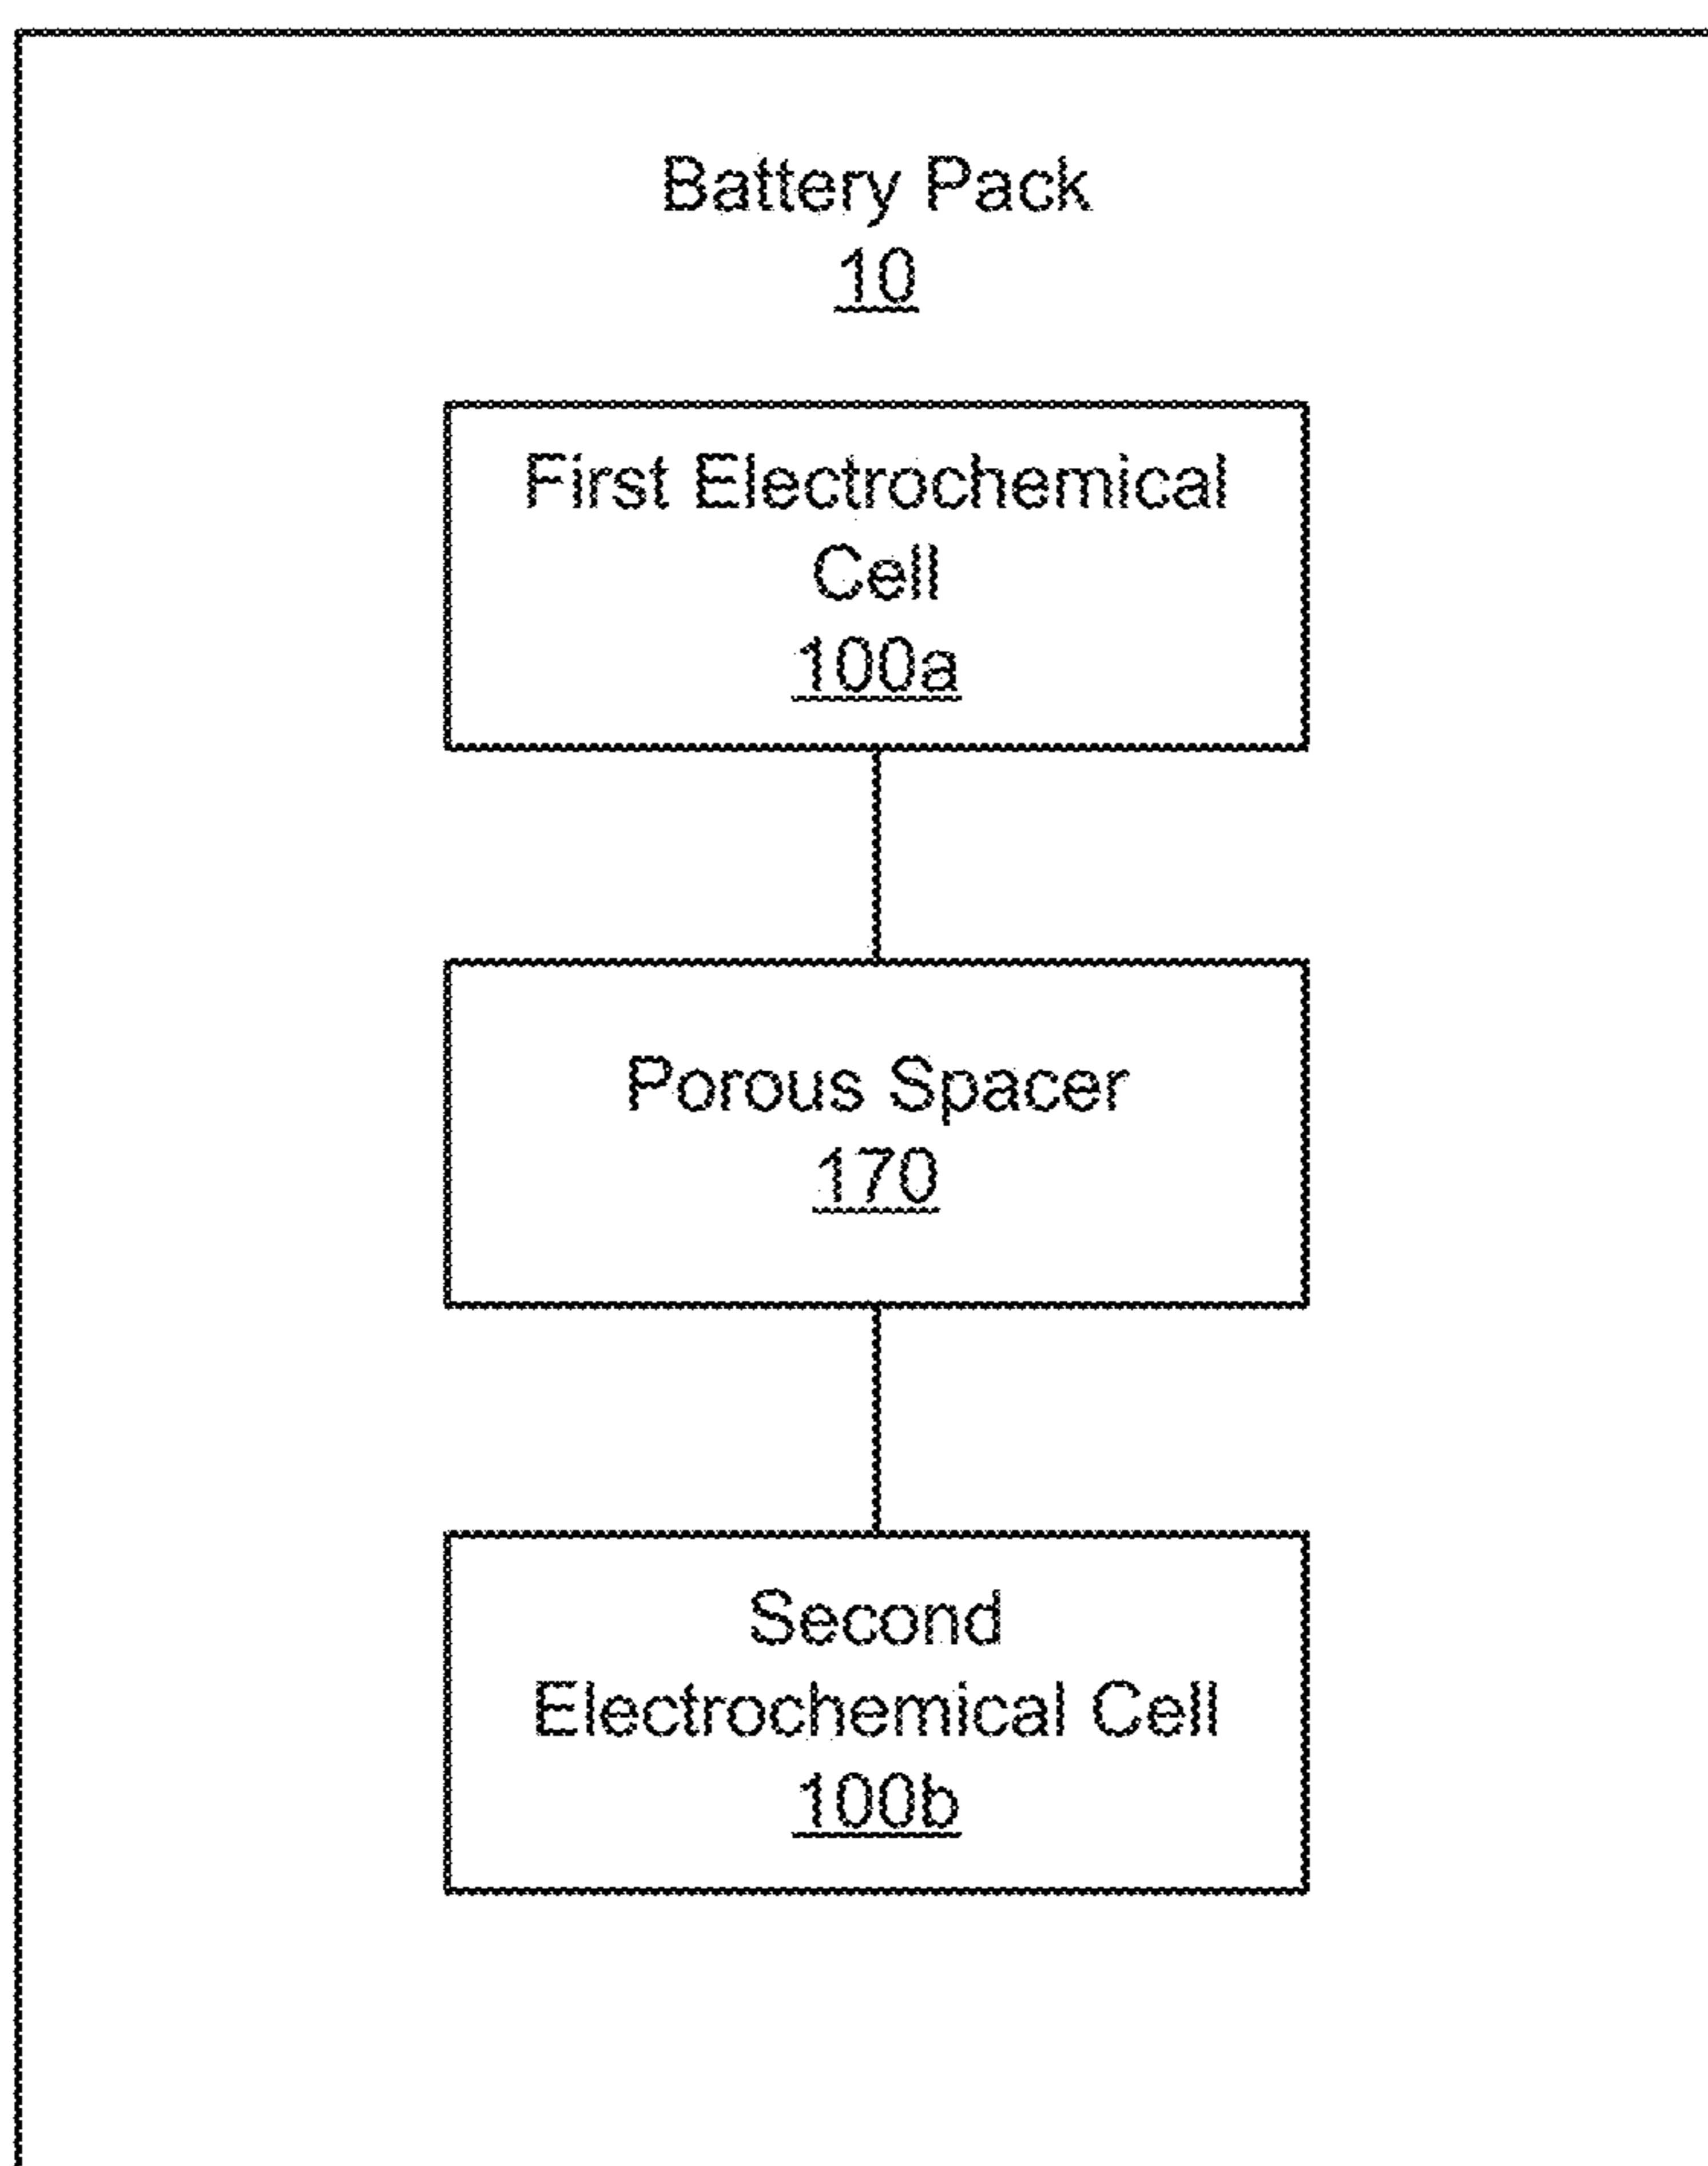 Battery Pack
10
First Electrochemical
Cell
100a
Porous Spacer
170
Second
Electrochemical Cell
100b